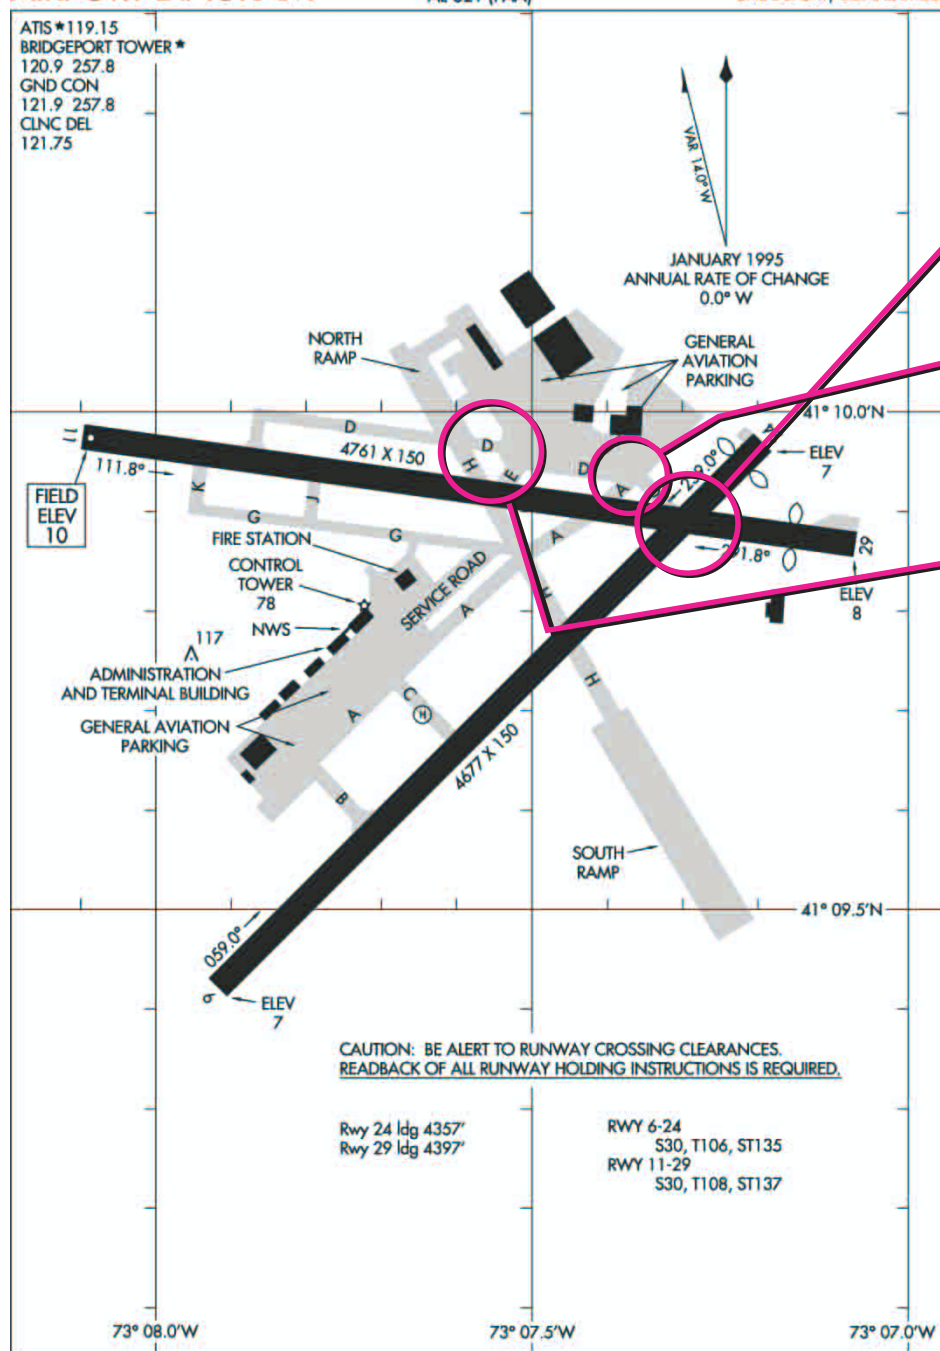 ATIS★119.15
BRIDGEPORT TOWER★
120.9 257.8
GND CON
121.9 257.8
CLNC DEL
121.75
VAR 14.0° W
JANUARY 1995
ANNUAL RATE OF CHANGE
0.0° W
NORTH
RAMP
GENERAL
AVIATION
PARKING
41° 10.0'N
11
111.8°
4761 X 150
D
D
D
H
E
A
A
239.0°
ELEV
7
FIELD
ELEV
10
K
J
G
G
A
291.8°
29
ELEV
8
FIRE STATION
CONTROL
TOWER
78
NWS
SERVICE ROAD
A
H
117
ADMINISTRATION
AND TERMINAL BUILDING
GENERAL AVIATION
PARKING
A
C
H
H
4677 X 150
B
SOUTH
RAMP
41° 09.5'N
059.0°
6
ELEV
7
CAUTION: BE ALERT TO RUNWAY CROSSING CLEARANCES.
READBACK OF ALL RUNWAY HOLDING INSTRUCTIONS IS REQUIRED.
Rwy 24 ldg 4357'
Rwy 29 ldg 4397'
RWY 6-24
S30, T106, ST135
RWY 11-29
S30, T108, ST137
73° 08.0'W
73° 07.5'W
73° 07.0'W